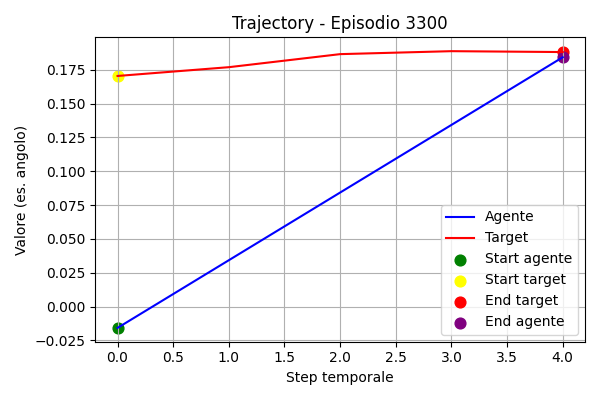 Trajectory - Episodio 3300
Valore (es. angolo)
0.175
0.150
0.125
0.100
0.075
0.050
0.025
0.000
−0.025
Agente
Target
Start agente
Start target
End target
End agente
0.0 0.5 1.0 1.5 2.0 2.5 3.0 3.5 4.0
Step temporale